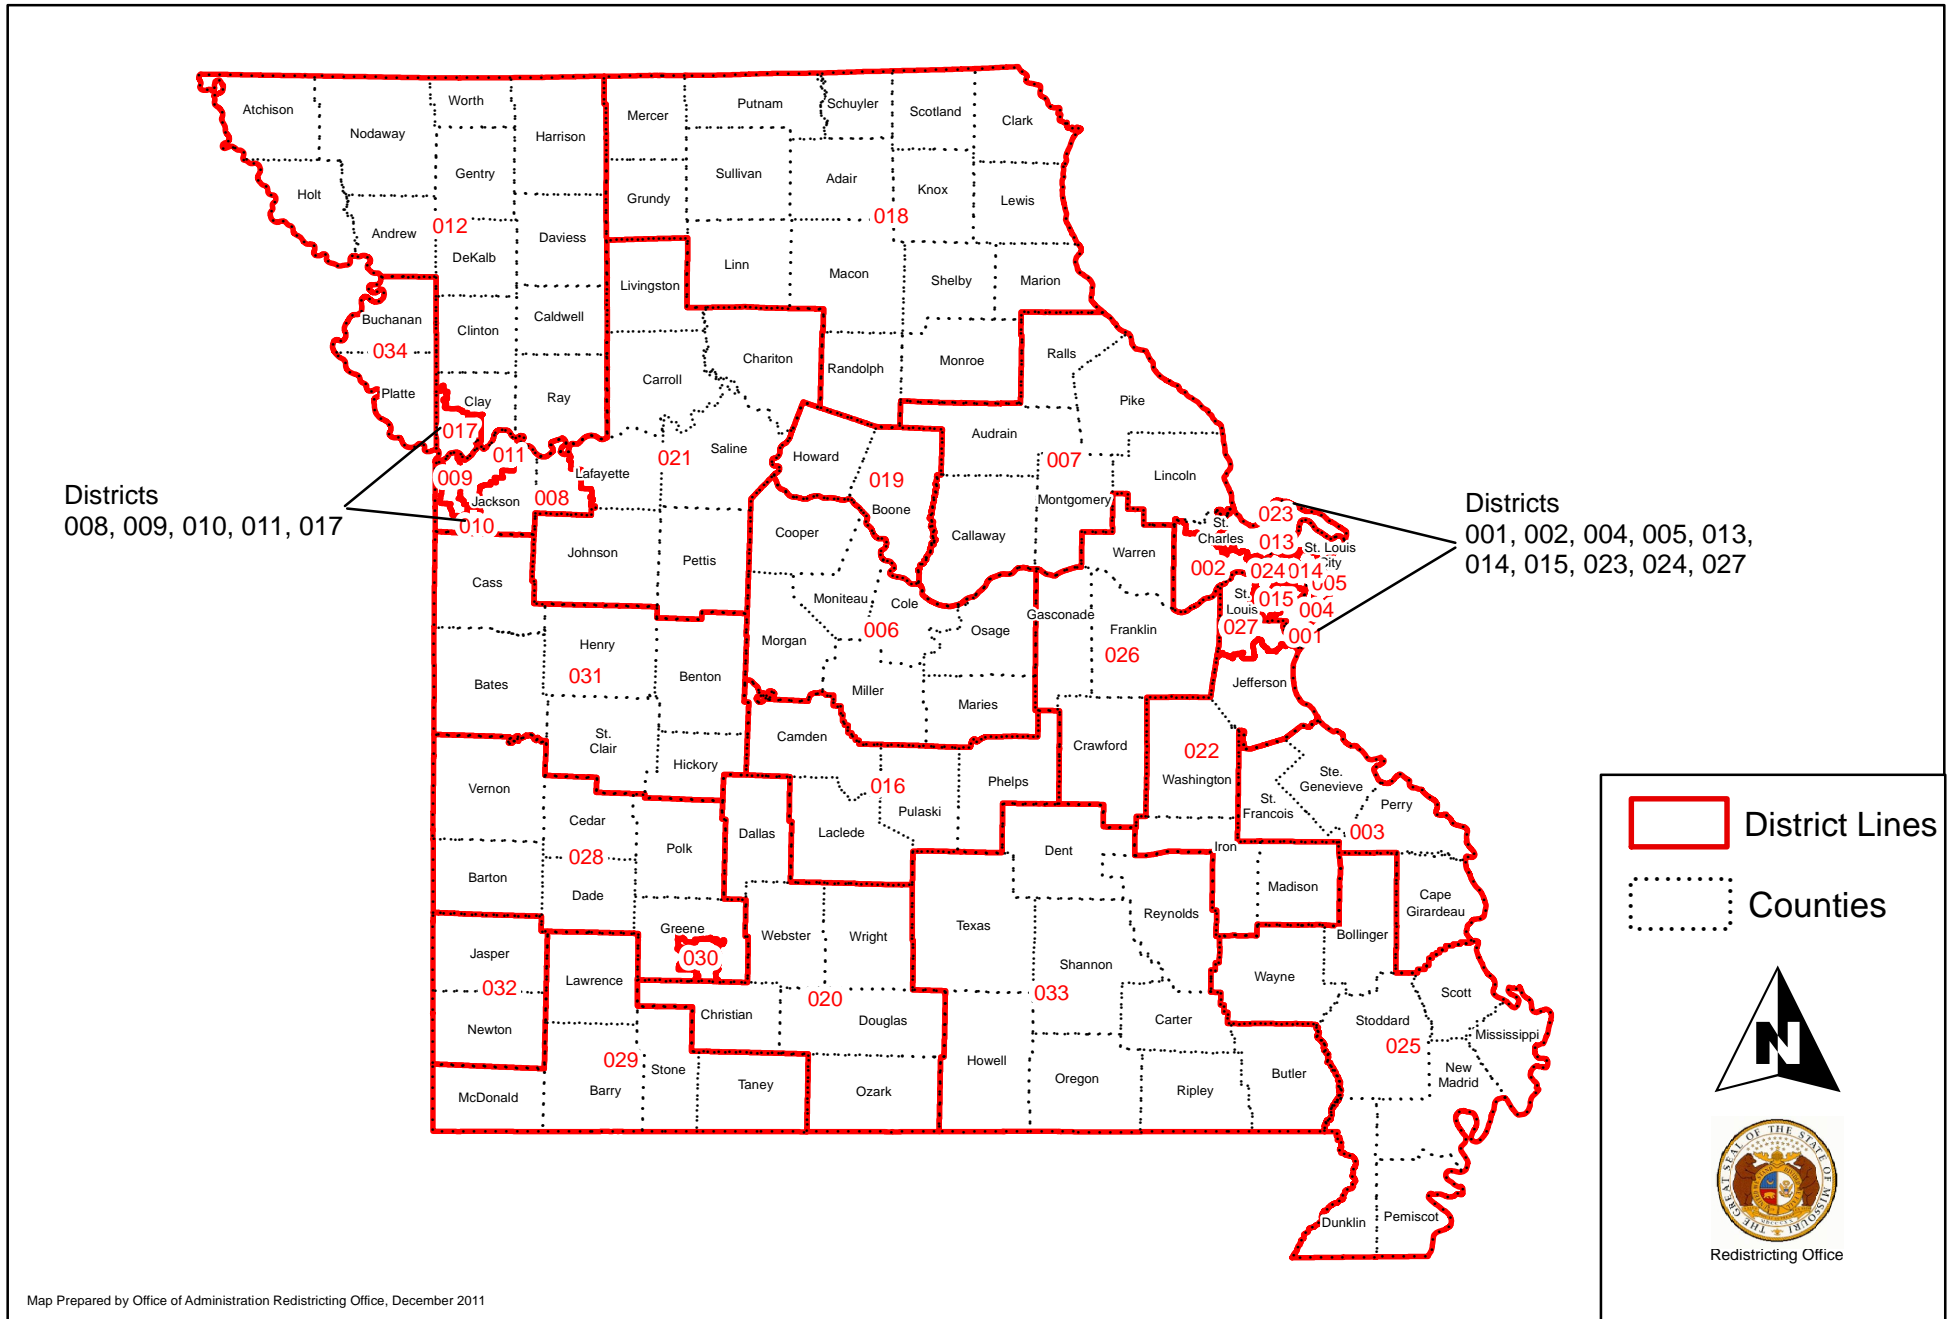 Atchison
Nodaway
Worth
Harrison
Mercer
Putnam
Schuyler
Scotland
Clark
Holt
Gentry
Grundy
Sullivan
Adair
Knox
Lewis
Andrew
012
DeKalb
Daviess
018
Livingston
Linn
Macon
Shelby
Marion
Buchanan
034
Clinton
Caldwell
Chariton
Randolph
Monroe
Ralls
Platte
Clay
Ray
Carroll
Pike
017
011
Saline
021
Audrain
007
009
Jackson
008
Lafayette
Howard
019
Boone
Lincoln
Montgomery
010
Districts
008, 009, 010, 011, 017
Districts
001, 002, 004, 005, 013,
014, 015, 023, 024, 027
Johnson
Pettis
Cooper
Callaway
Warren
St.
Charles
023
013
St. Louis
City
002
024
014
005
St.
Louis
015
004
027
001
Cass
Moniteau
Cole
006
Osage
Gasconade
Franklin
026
Henry
031
Benton
Morgan
Bates
Miller
Maries
Jefferson
St.
Clair
Hickory
Camden
016
Pulaski
Phelps
Crawford
022
Washington
Ste.
Genevieve
St.
Francois
Perry
003
Vernon
Cedar
028
Polk
Dallas
Laclede
Dent
Iron
Barton
Dade
Madison
Cape
Girardeau
Greene
030
Webster
Wright
Texas
Reynolds
Bollinger
Jasper
032
Lawrence
Shannon
033
Wayne
Scott
Newton
Christian
020
Douglas
Carter
Stoddard
025
Mississippi
029
Stone
Howell
Oregon
Butler
New
Madrid
McDonald
Barry
Taney
Ozark
Ripley
Dunklin
Pemiscot
District Lines
Counties
N
THE GREAT SEAL OF THE STATE OF MISSOURI
Redistricting Office
Map Prepared by Office of Administration Redistricting Office, December 2011